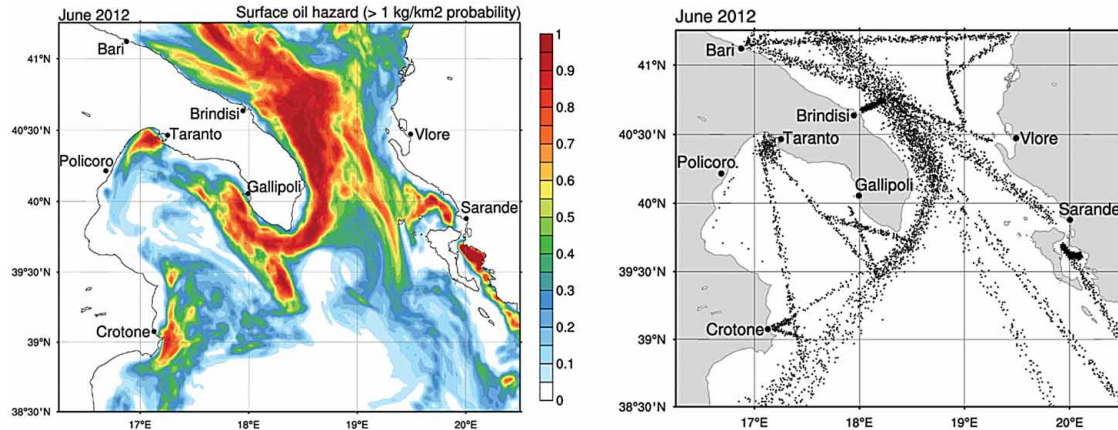 June 2012 Surface oil hazard (> 1 kg/km2 probability)
Bari
41°N
Brindisi
40°30'N
Taranto
Vlore
Policoro
Gallipoli
40°N
Sarande
39°30'N
Crotone
39°N
38°30'N
17°E 18°E 19°E 20°E
1
0.9
0.8
0.7
0.6
0.5
0.4
0.3
0.2
0.1
0
June 2012
Bari
41°N
Brindisi
40°30'N
Taranto
Vlore
Policoro.
Gallipoli
40°N
Sarande
39°30'N
Crotone
39°N
38°30'N
17°E 18°E 19°E 20°E